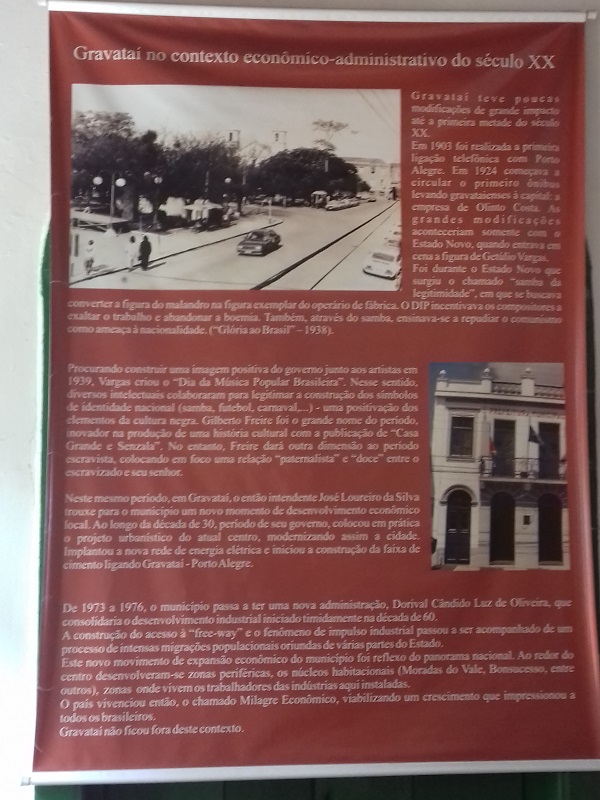 Gravataí no contexto econômico-administrativo do século XX
Gravataí teve poucas
modificações de grande impacto
até a primeira metade do século
XX.
Em 1903 foi realizada a primeira
ligação telefônica com Porto
Alegre. Em 1924 começava a
circular o primeiro ônibus
levando gravataienses à capital: a
empresa de Olinto Costa. As
grandes modificações
aconteceriam somente com o
Estado Novo, quando entrava em
cena a figura de Getúlio Vargas.
Foi durante o Estado Novo que
surgiu o chamado "samba da
legitimidade", em que se buscava
converter a figura do malandro na figura exemplar do operário de fábrica. O DIP incentivava os compositores a
exaltar o trabalho e abandonar a boemia. Também, através do samba, ensinava-se a repudiar o comunismo
como ameaça à nacionalidade. ("Glória ao Brasil" – 1938).
Procurando construir uma imagem positiva do governo junto aos artistas em
1939, Vargas criou o "Dia da Música Popular Brasileira". Nesse sentido,
diversos intelectuais colaboraram para legitimar a construção dos símbolos
de identidade nacional (samba, futebol, carnaval,...) - uma positivação dos
elementos da cultura negra. Gilberto Freire foi o grande nome do período,
inovador na produção de uma história cultural com a publicação de "Casa
Grande e Senzala". No entanto, Freire dará outra dimensão ao período
escravista, colocando em foco uma relação "paternalista" e "doce" entre o
escravizado e seu senhor.
Neste mesmo período, em Gravataí, o então intendente José Loureiro da Silva
trouxe para o município um novo momento de desenvolvimento econômico
local. Ao longo da década de 30, período de seu governo, colocou em prática
o projeto urbanístico do atual centro, modernizando assim a cidade.
Implantou a nova rede de energia elétrica e iniciou a construção da faixa de
cimento ligando Gravataí - Porto Alegre.
De 1973 a 1976, o município passa a ter uma nova administração, Dorival Cândido Luz de Oliveira, que
consolidaria o desenvolvimento industrial iniciado timidamente na década de 60.
A construção do acesso à "free-way" e o fenômeno de impulso industrial passou a ser acompanhado de um
processo de intensas migrações populacionais oriundas de várias partes do Estado.
Este novo movimento de expansão econômico do município foi reflexo do panorama nacional. Ao redor do
centro desenvolveram-se zonas periféricas, os núcleos habitacionais (Moradas do Vale, Bonsucesso, entre
outros), zonas onde vivem os trabalhadores das indústrias aqui instaladas.
O país vivenciou então, o chamado Milagre Econômico, viabilizando um crescimento que impressionou a
todos os brasileiros.
Gravataí não ficou fora deste contexto.